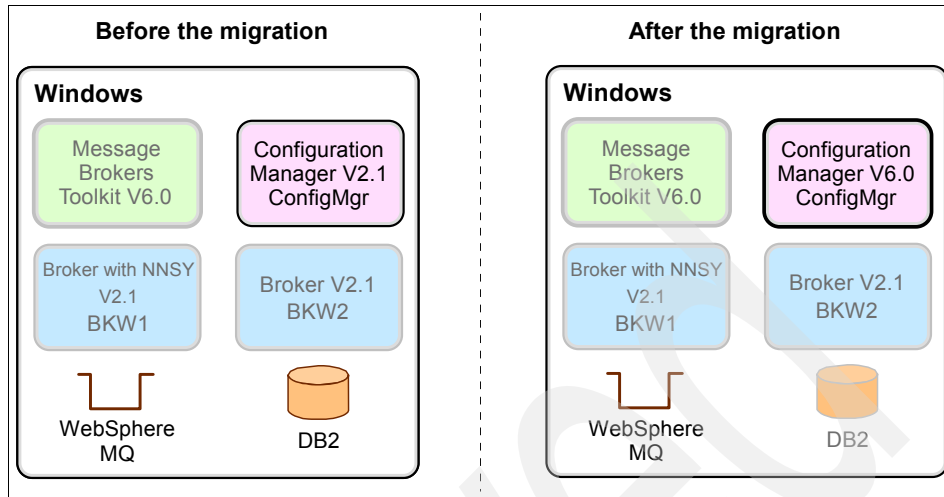 Before the migration
After the migration
Windows
Message
Brokers
Toolkit V6.0
Configuration
Manager V2.1
ConfigMgr
Broker with NNSY
V2.1
BKW1
Broker V2.1
BKW2
WebSphere
MQ
DB2
Windows
Message
Brokers
Toolkit V6.0
Configuration
Manager V6.0
ConfigMgr
Broker with NNSY
V2.1
BKW1
Broker V2.1
BKW2
WebSphere
MQ
DB2